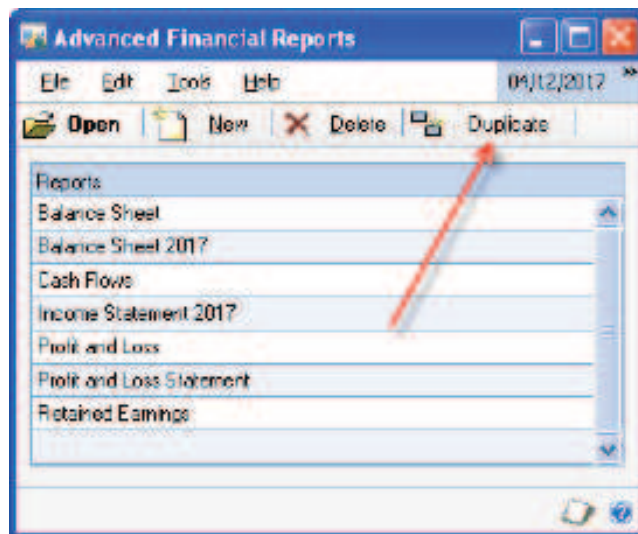 Advanced Financial Reports
File Edit Tools Help 04/12/2017 »
Open New Delete Duplicate
Reports
Balance Sheet
Balance Sheet 2017
Cash Flows
Income Statement 2017
Profit and Loss
Profit and Loss Statement
Retained Earnings